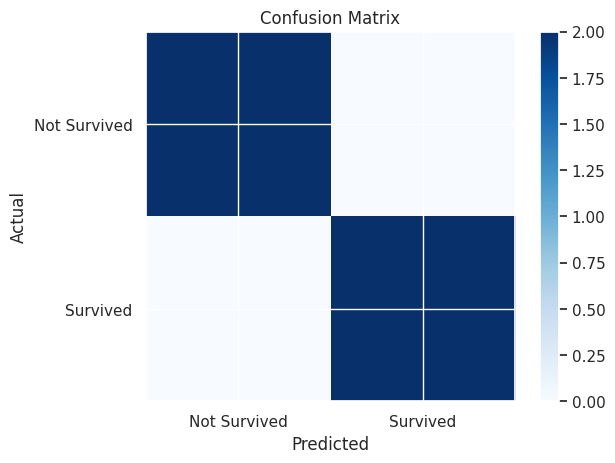 Confusion Matrix
Actual
Not Survived
Survived
Not Survived Survived
Predicted
2.00
1.75
1.50
1.25
1.00
0.75
0.50
0.25
0.00